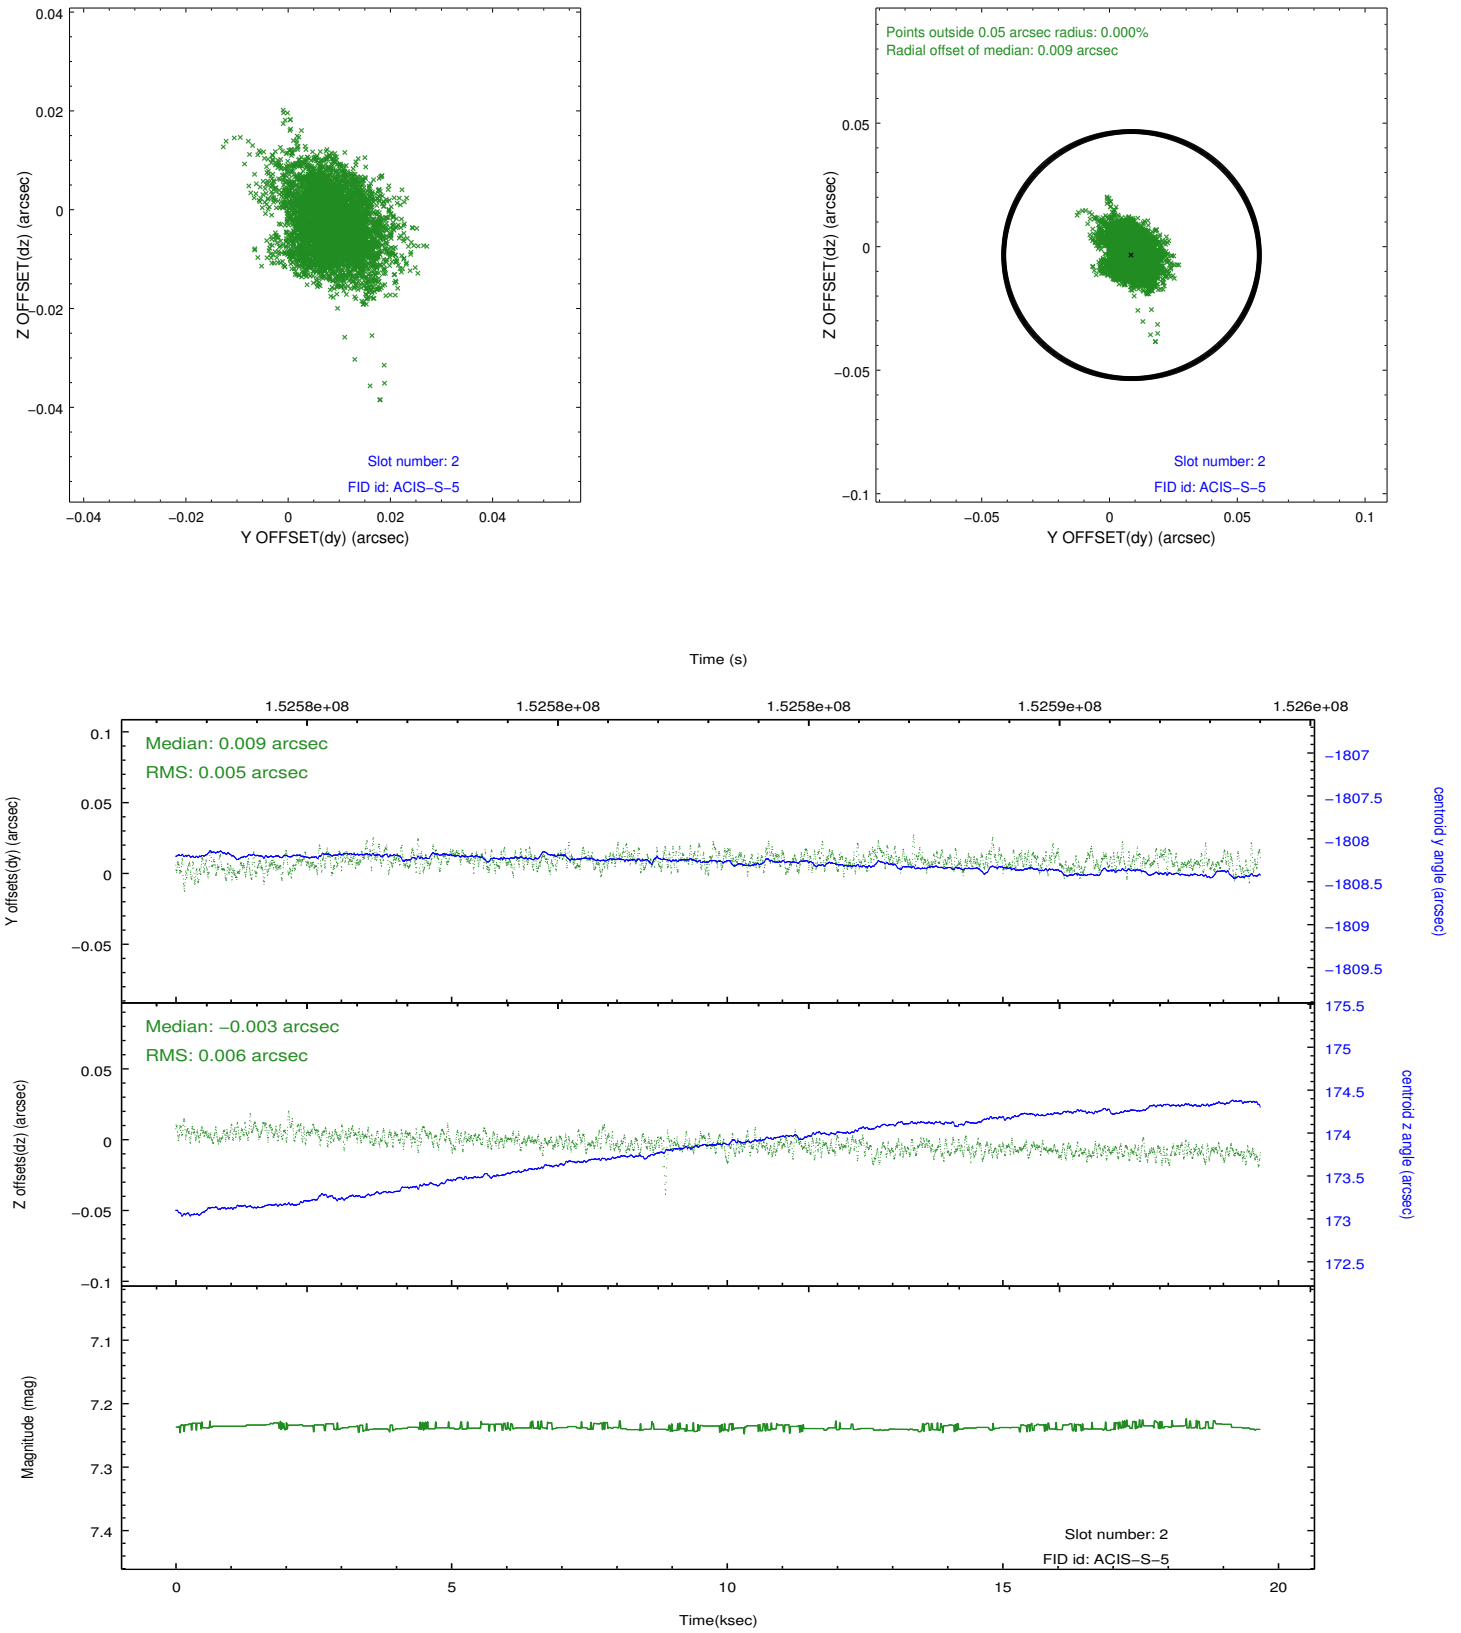 0.04
0.02
0
−0.02
−0.04
Z OFFSET(dz) (arcsec)
Slot number: 2
FID id: ACIS−S−5
−0.04
−0.02
0
0.02
0.04
Y OFFSET(dy) (arcsec)
Points outside 0.05 arcsec radius: 0.000%
Radial offset of median: 0.009 arcsec
0.05
0
−0.05
−0.1
Z OFFSET(dz) (arcsec)
Slot number: 2
FID id: ACIS−S−5
−0.05
0
0.05
0.1
Y OFFSET(dy) (arcsec)
Time (s)
1.5258e+08
1.5258e+08
1.5258e+08
1.5259e+08
1.526e+08
Median: 0.009 arcsec
RMS: 0.005 arcsec
0.1
0.05
0
−0.05
Y offsets(dy) (arcsec)
−1807
−1807.5
−1808
−1808.5
−1809
−1809.5
centroid y angle (arcsec)
Median: −0.003 arcsec
RMS: 0.006 arcsec
0.05
0
−0.05
−0.1
Z offsets(dz) (arcsec)
175.5
175
174.5
174
173.5
173
172.5
centroid z angle (arcsec)
7.1
7.2
7.3
7.4
Magnitude (mag)
Slot number: 2
FID id: ACIS−S−5
0
5
10
15
20
Time(ksec)